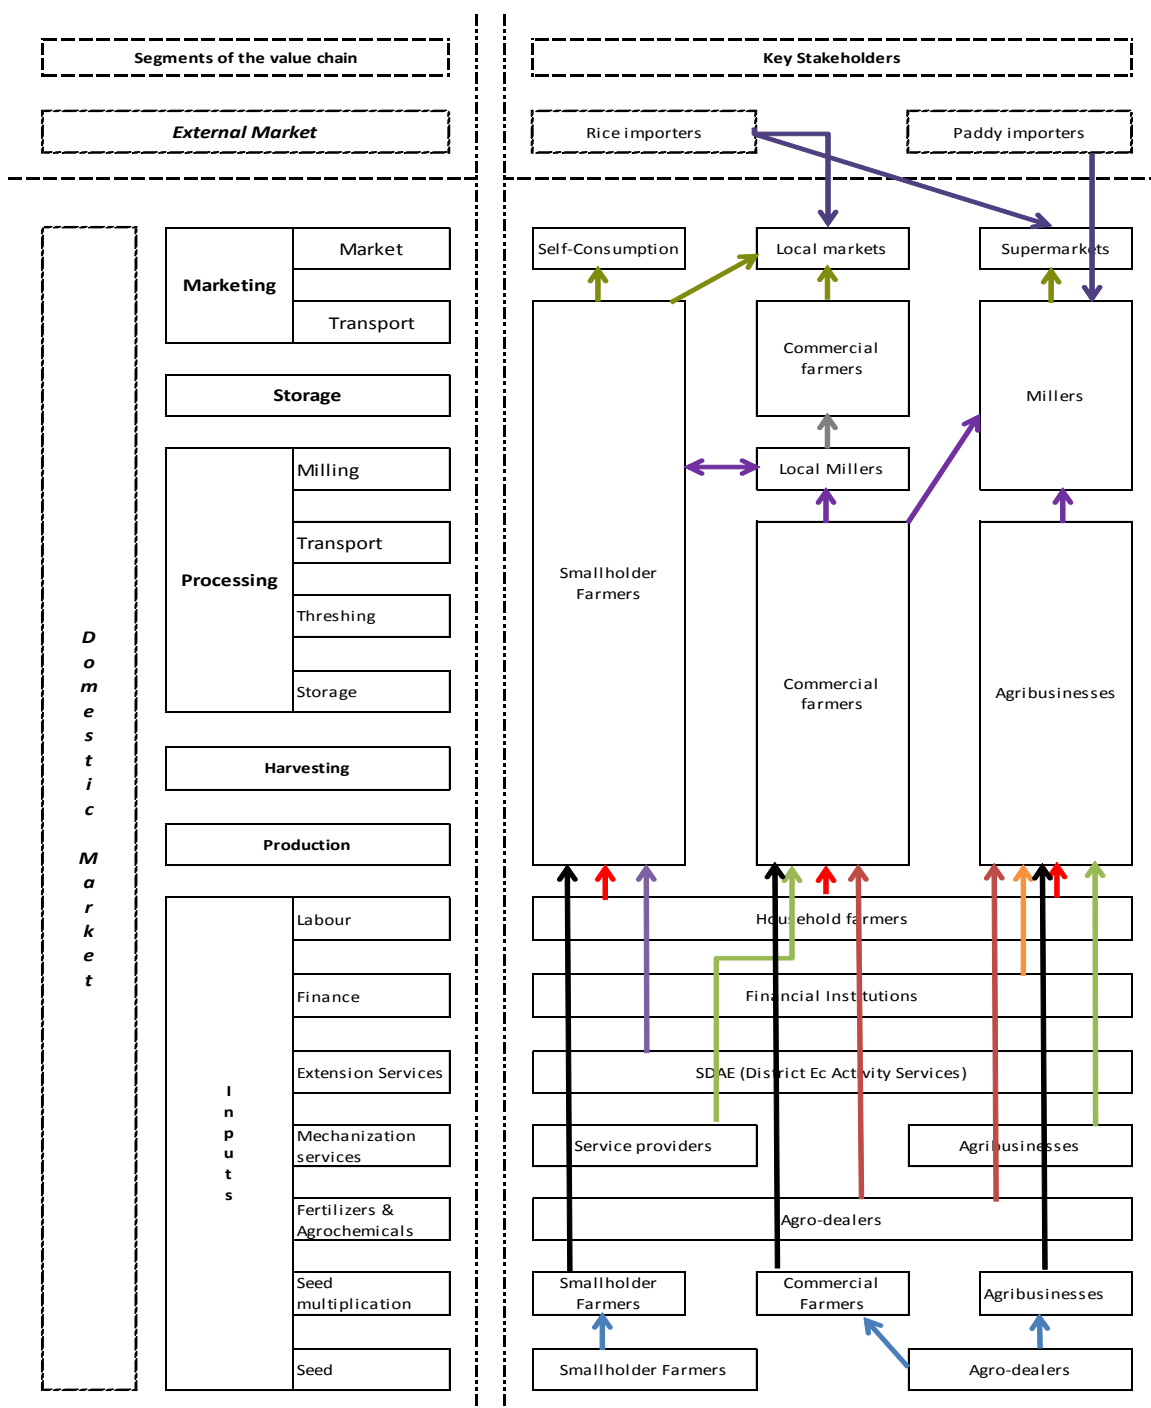 Segments of the value chain
Key Stakeholders
External Market
Rice importers
Paddy importers
Domestic Market
Marketing
Market
Transport
Self-Consumption
Local markets
Supermarkets
Commercial
farmers
Millers
Storage
Processing
Milling
Transport
Threshing
Storage
Local Millers
Smallholder
Farmers
Commercial
farmers
Agribusinesses
Harvesting
Production
Inputs
Labour
Household farmers
Finance
Financial Institutions
Extension Services
SDAE (District Ec Activity Services)
Mechanization
services
Service providers
Agribusinesses
Fertilizers &
Agrochemicals
Agro-dealers
Seed
multiplication
Smallholder
Farmers
Commercial
Farmers
Agribusinesses
Seed
Smallholder Farmers
Agro-dealers